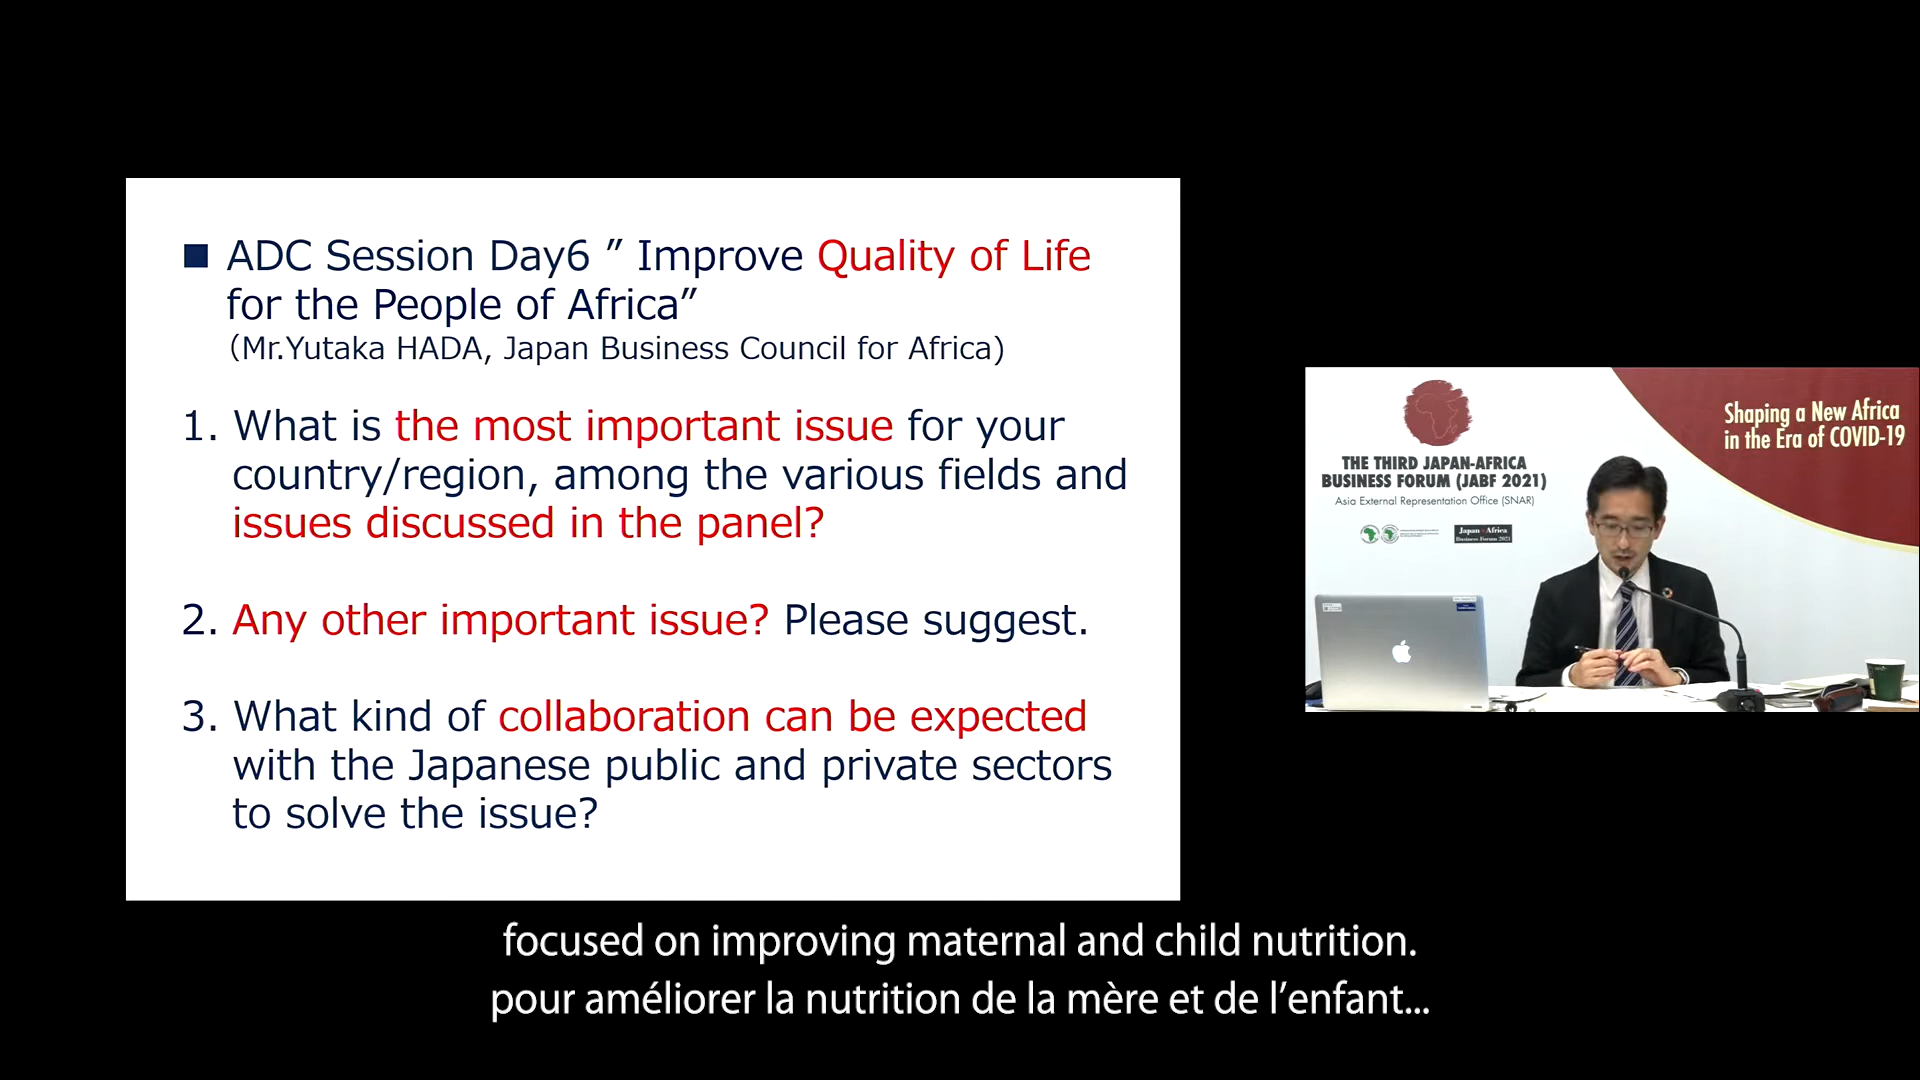 ■ ADC Session Day6 ” Improve Quality of Life
for the People of Africa”
(Mr.Yutaka HADA, Japan Business Council for Africa)
1. What is the most important issue for your
country/region, among the various fields and
issues discussed in the panel?
2. Any other important issue? Please suggest.
3. What kind of collaboration can be expected
with the Japanese public and private sectors
to solve the issue?
Shaping a New Africa
in the Era of COVID-19
THE THIRD JAPAN-AFRICA
BUSINESS FORUM (JABF 2021)
Asia External Representation Office (SNAR)
Japan Africa
Business Forum 2021
focused on improving maternal and child nutrition.
pour améliorer la nutrition de la mère et de l’enfant...